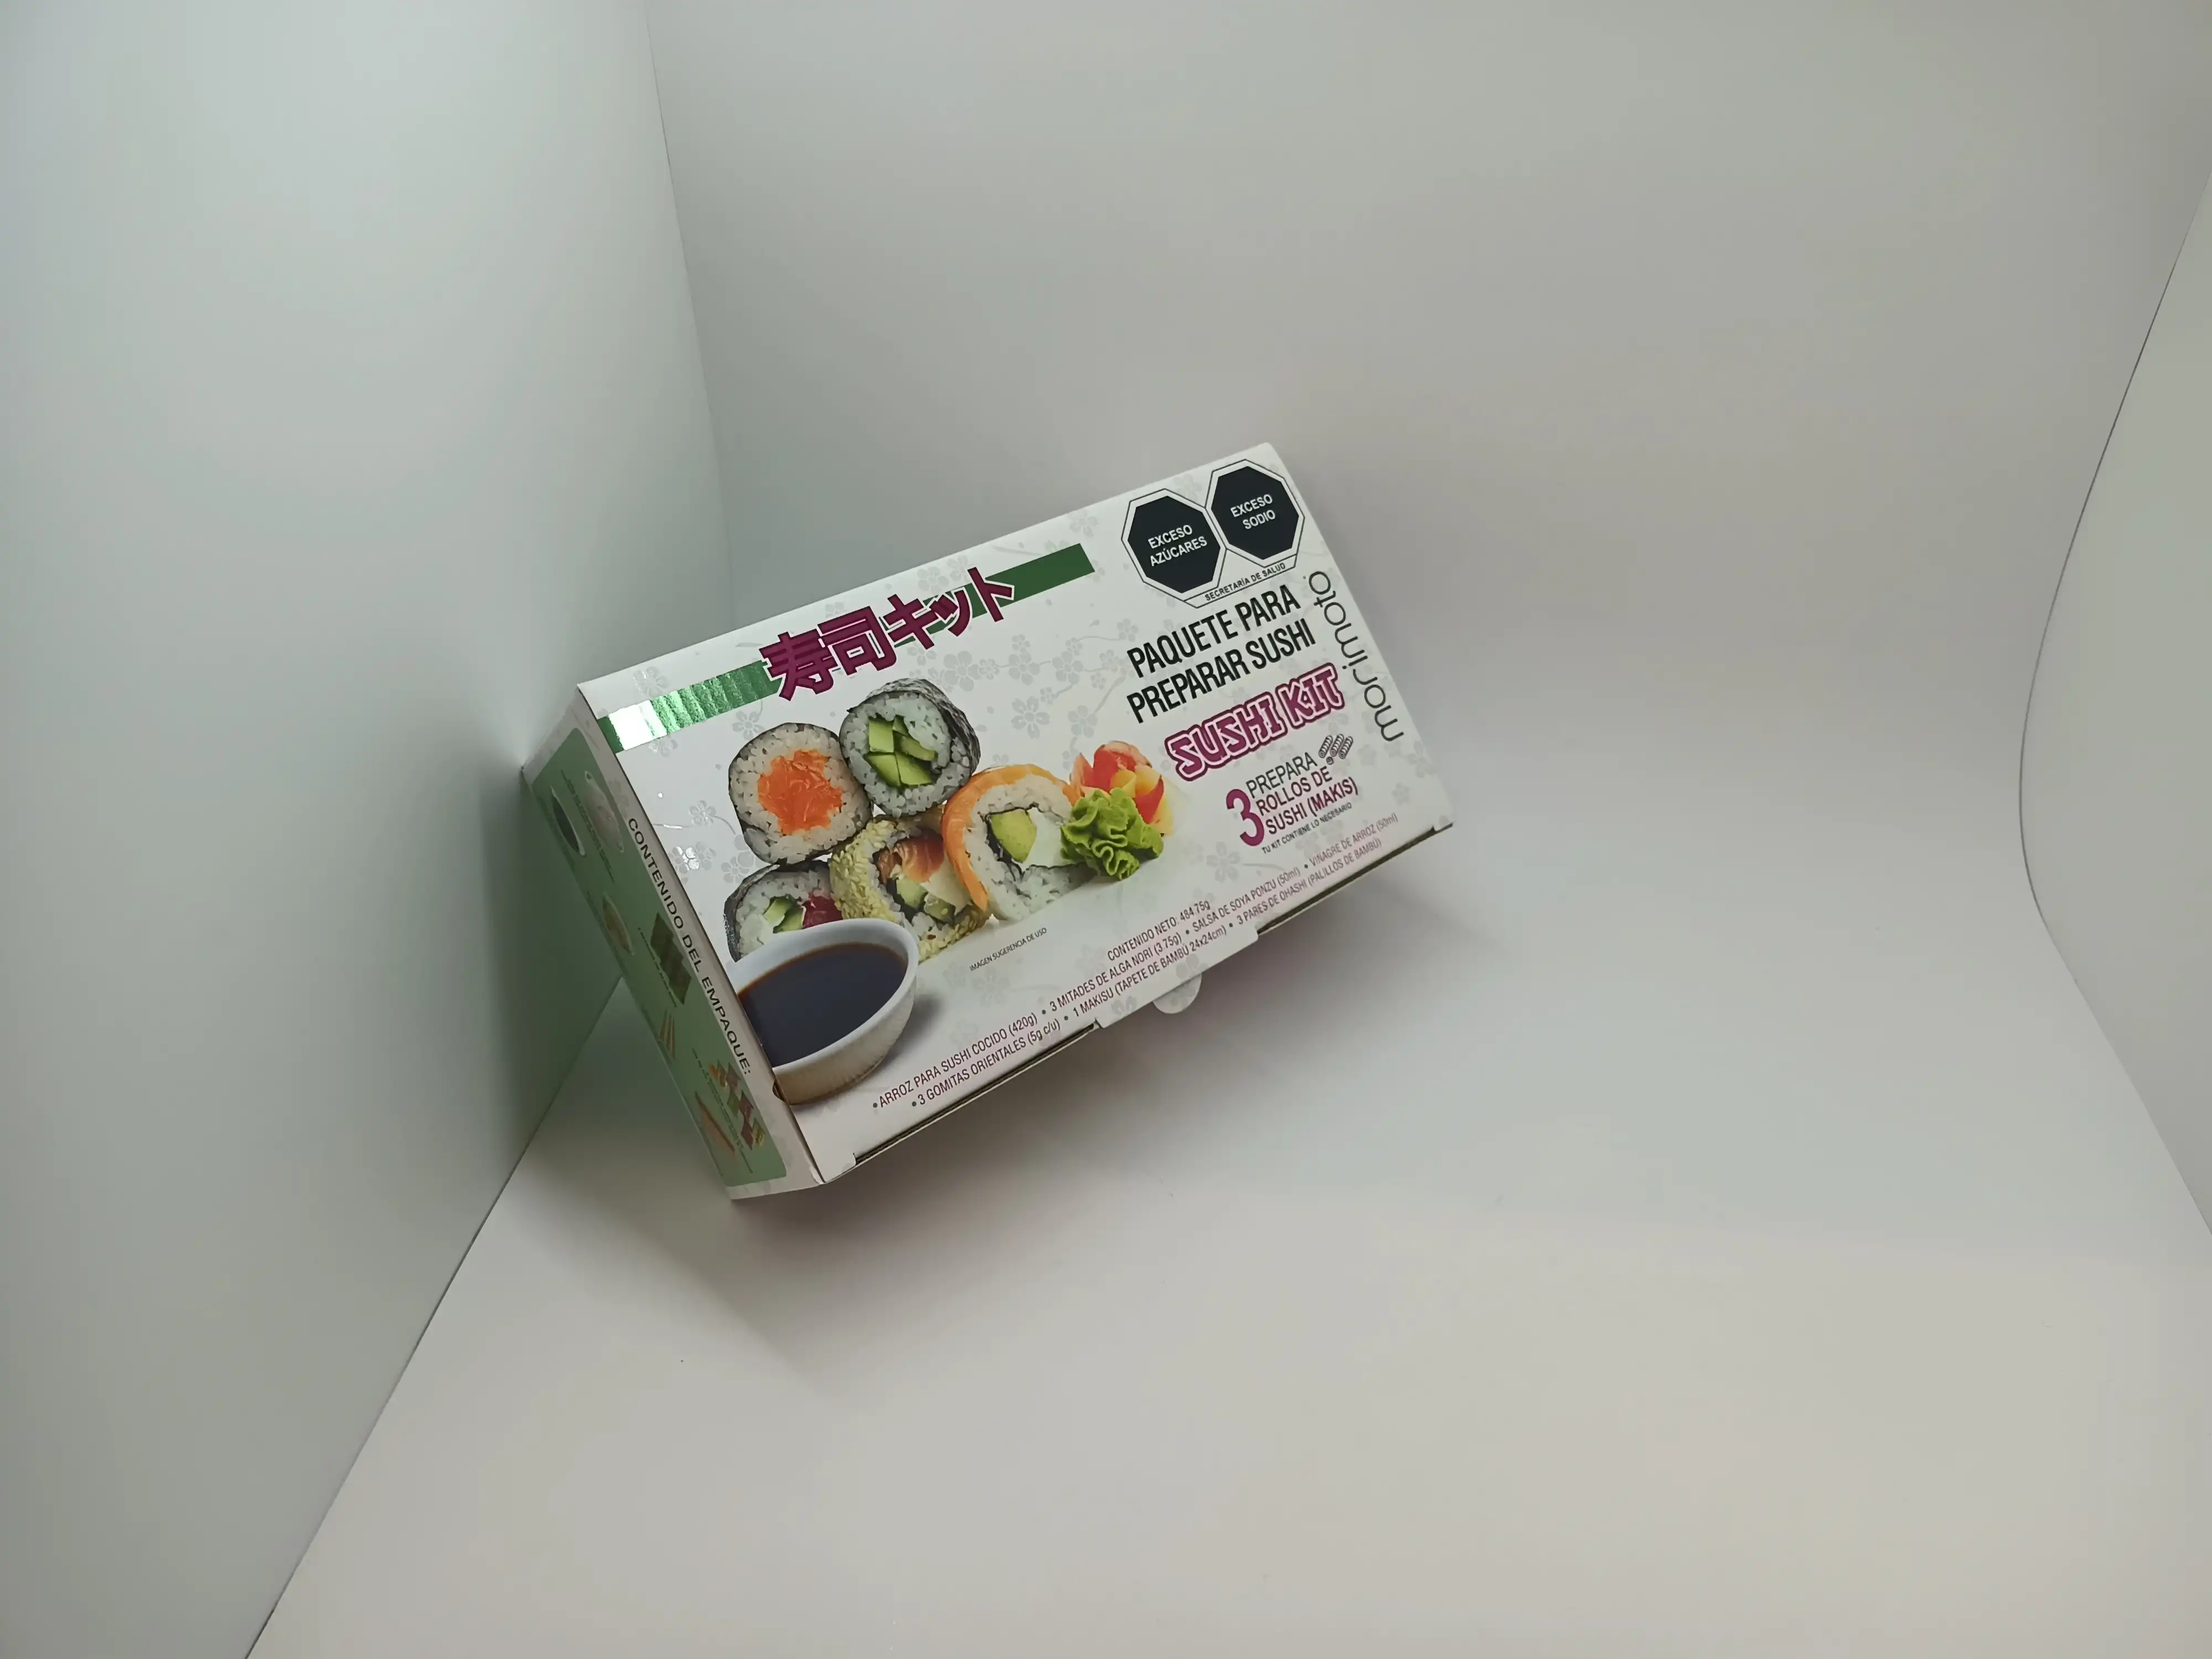 寿司キット
EXCESO
AZÚCARES
EXCESO
SODIO
SECRETARÍA DE SALUD
PAQUETE PARA
PREPARAR SUSHI
morimoto
SUSHI KIT
3 PREPARA
ROLLOS DE
SUSHI (MAKIS)
TU KIT CONTIENE LO NECESARIO
IMAGEN SUGERENCIA DE USO
CONTENIDO NETO: 484.75g
• ARROZ PARA SUSHI COCIDO (420g) • 3 MITADES DE ALGA NORI (3.75g) • SALSA DE SOYA PONZU (50ml) • VINAGRE DE ARROZ (50ml)
• 3 GOMITAS ORIENTALES (5g c/u) • 1 MAKISU (TAPETE DE BAMBÚ 24x24cm) • 3 PARES DE OHASHI (PALILLOS DE BAMBÚ)
CONTENIDO DEL EMPAQUE: